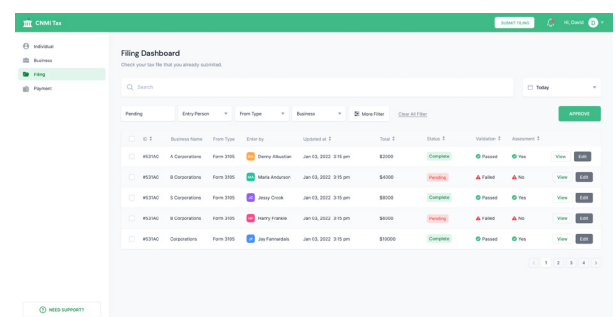 CNMI Tax
SUBMIT FILING
Hi, David
D
Individual
Business
Filing
Payment
Filing Dashboard
Check your tax file that you already submited.
Search
Today
Pending
Entry Person
From Type
Business
More Filter
Clear All Filter
APPROVE
ID Business Name From Type Enter by Updated at Total Status Validation Assesment
#531AC A Corporations Form 3105 Danny Albustian Jan 03, 2022 3:15 pm $2000 Complete Passed Yes View Edit
#531AC B Corporations Form 3105 MA Maria Anderson Jan 03, 2022 3:15 pm $4000 Pending Failed No View Edit
#531AC S Corporations Form 3105 Jessy Crook Jan 03, 2022 3:15 pm $8000 Complete Passed Yes View Edit
#531AC B Corporations Form 3105 Harry Frankie Jan 03, 2022 3:15 pm $6000 Pending Failed No View Edit
#531AC Corporations Form 3105 Jay Farnardais Jan 03, 2022 3:15 pm $10000 Complete Passed Yes View Edit
< 1 2 3 4 >
NEED SUPPORT?